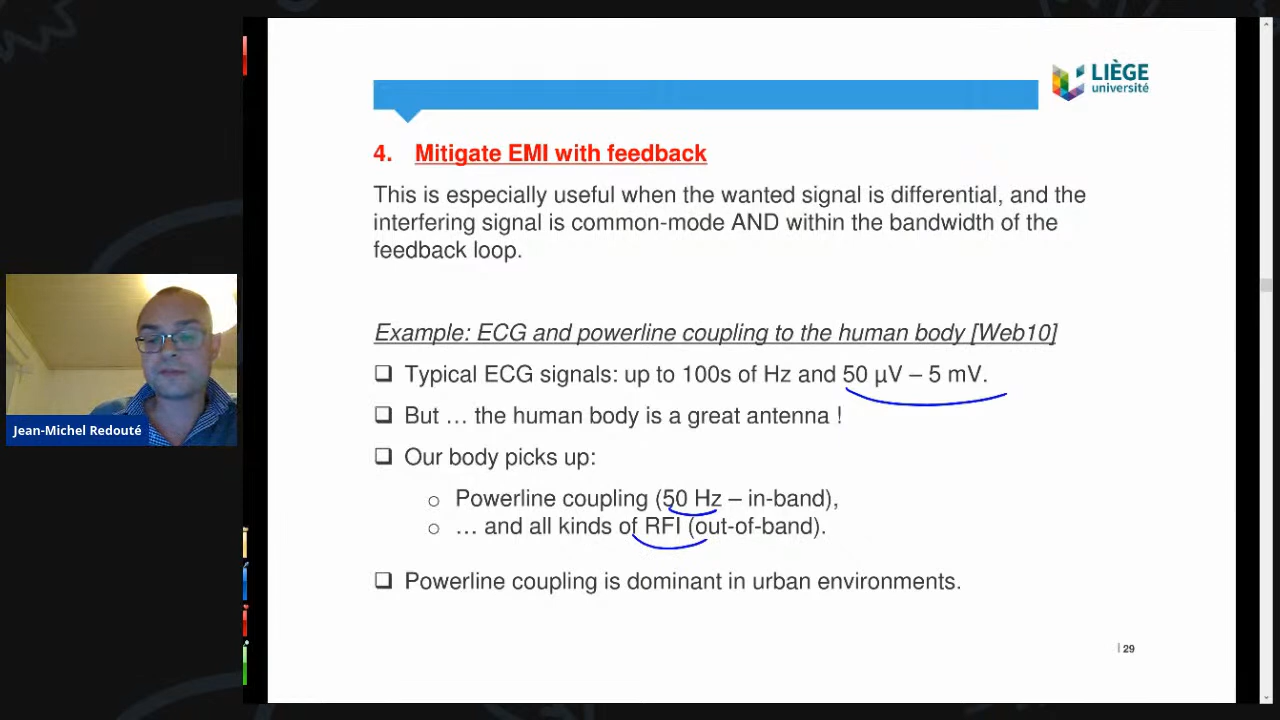 LIÈGE
université
4. Mitigate EMI with feedback
This is especially useful when the wanted signal is differential, and the
interfering signal is common-mode AND within the bandwidth of the
feedback loop.
Example: ECG and powerline coupling to the human body [Web10]
❑ Typical ECG signals: up to 100s of Hz and 50 µV – 5 mV.
❑ But … the human body is a great antenna !
❑ Our body picks up:
○ Powerline coupling (50 Hz – in-band),
○ … and all kinds of RFI (out-of-band).
❑ Powerline coupling is dominant in urban environments.
Jean-Michel Redouté
| 29